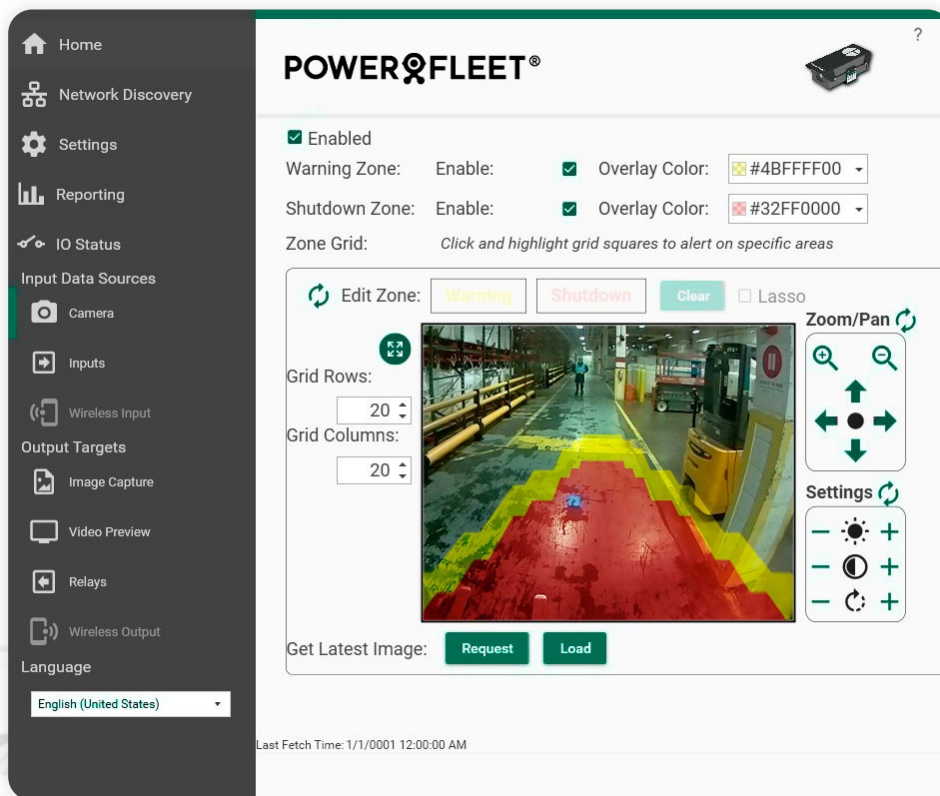 Home
Network Discovery
Settings
Reporting
IO Status
Input Data Sources
Camera
Inputs
Wireless Input
Output Targets
Image Capture
Video Preview
Relays
Wireless Output
Language
English (United States)
?
POWERFLEET®
Enabled
Warning Zone: Enable: Overlay Color: #4BFFFF00
Shutdown Zone: Enable: Overlay Color: #32FF0000
Zone Grid: Click and highlight grid squares to alert on specific areas
Edit Zone: Warning Shutdown Clear Lasso
Zoom/Pan
Grid Rows:
20
Grid Columns:
20
Settings
Get Latest Image: Request Load
Last Fetch Time: 1/1/0001 12:00:00 AM